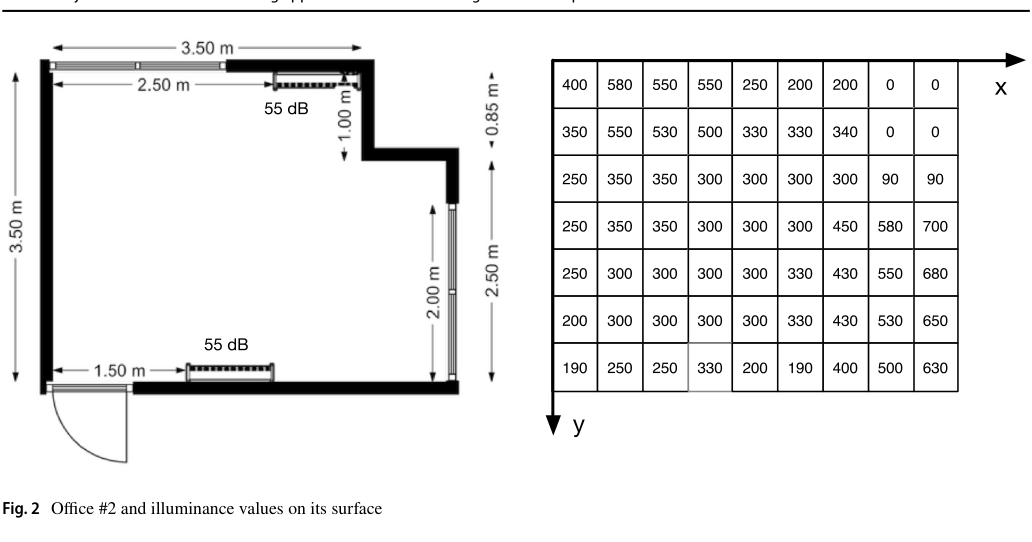 3.50 m
2.50 m
55 dB
1.00 m
0.85 m
3.50 m
2.00 m
2.50 m
55 dB
1.50 m
x
400 580 550 550 250 200 200 0 0
350 550 530 500 330 330 340 0 0
250 350 350 300 300 300 300 90 90
250 350 350 300 300 300 450 580 700
250 300 300 300 300 330 430 550 680
200 300 300 300 300 330 430 530 650
190 250 250 330 200 190 400 500 630
y
Fig. 2 Office #2 and illuminance values on its surface